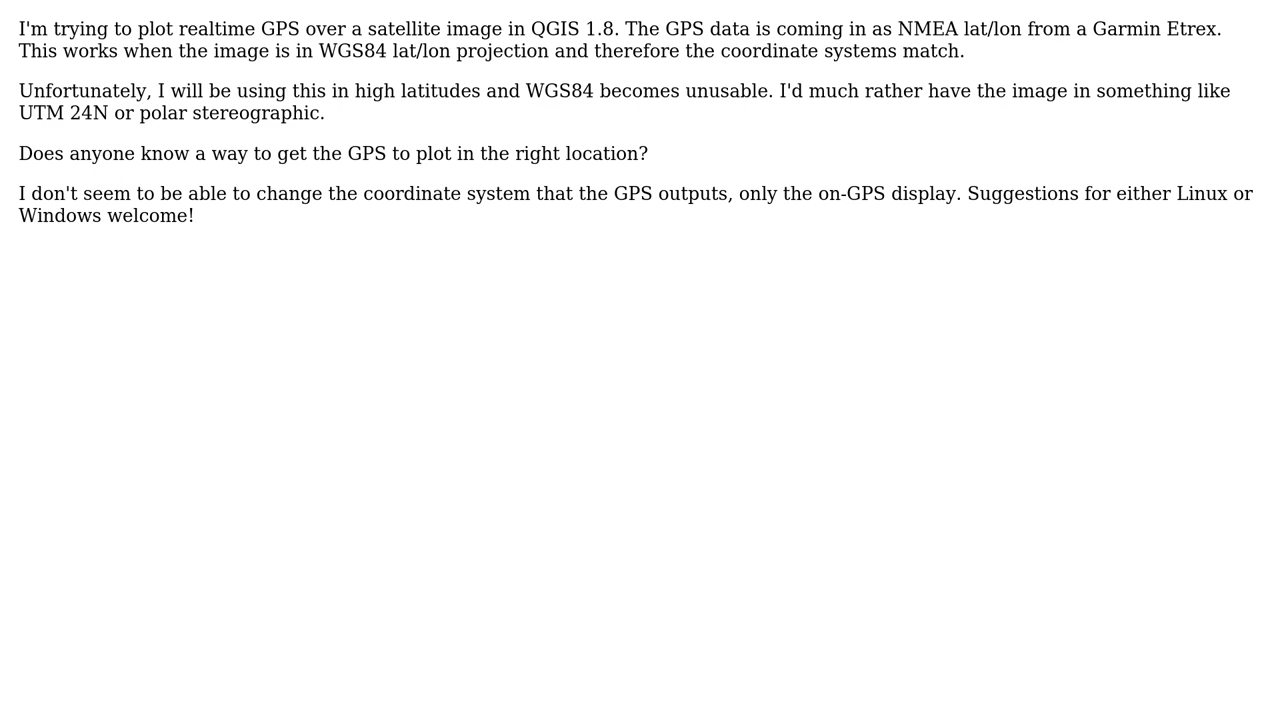 I'm trying to plot realtime GPS over a satellite image in QGIS 1.8. The GPS data is coming in as NMEA lat/lon from a Garmin Etrex.
This works when the image is in WGS84 lat/lon projection and therefore the coordinate systems match.
Unfortunately, I will be using this in high latitudes and WGS84 becomes unusable. I'd much rather have the image in something like
UTM 24N or polar stereographic.
Does anyone know a way to get the GPS to plot in the right location?
I don't seem to be able to change the coordinate system that the GPS outputs, only the on-GPS display. Suggestions for either Linux or
Windows welcome!